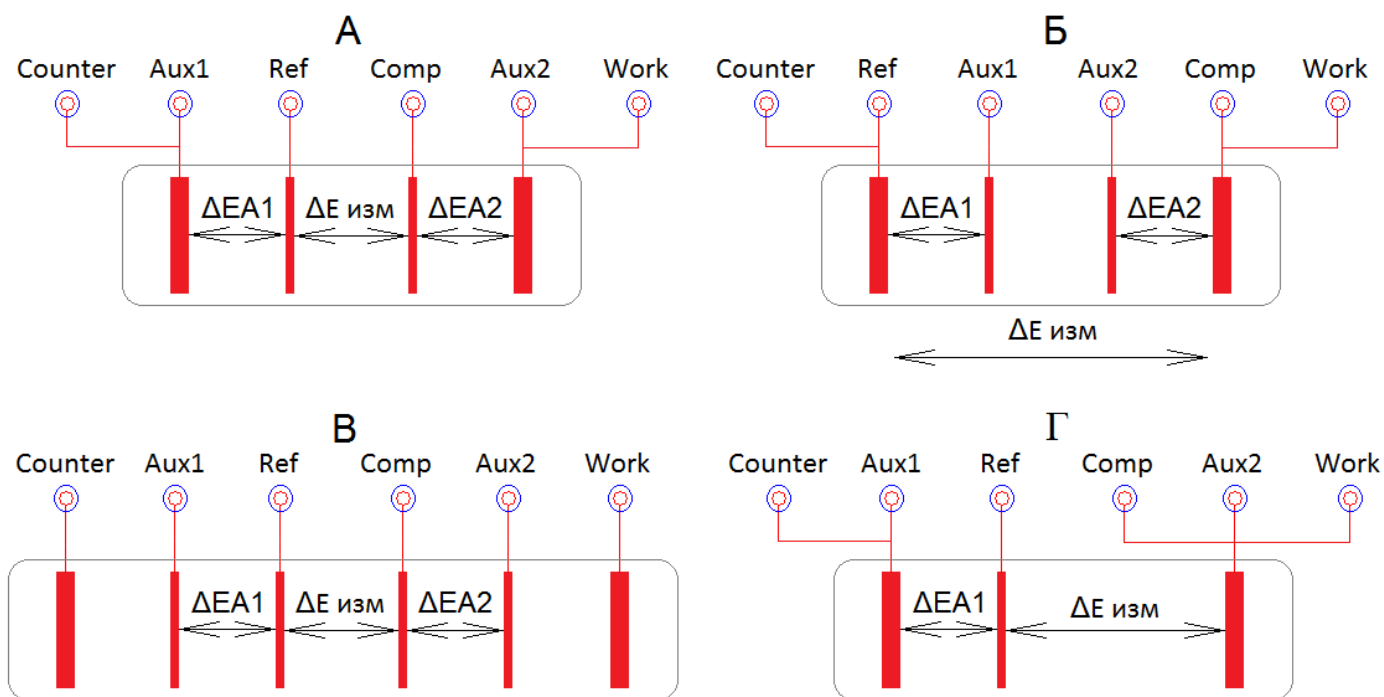 А
Counter Aux1 Ref Comp Aux2 Work
ΔEA1 ΔE изм ΔEA2
Б
Counter Ref Aux1 Aux2 Comp Work
ΔEA1 ΔEA2
ΔE изм
В
Counter Aux1 Ref Comp Aux2 Work
ΔEA1 ΔE изм ΔEA2
Г
Counter Aux1 Ref Comp Aux2 Work
ΔEA1 ΔE изм